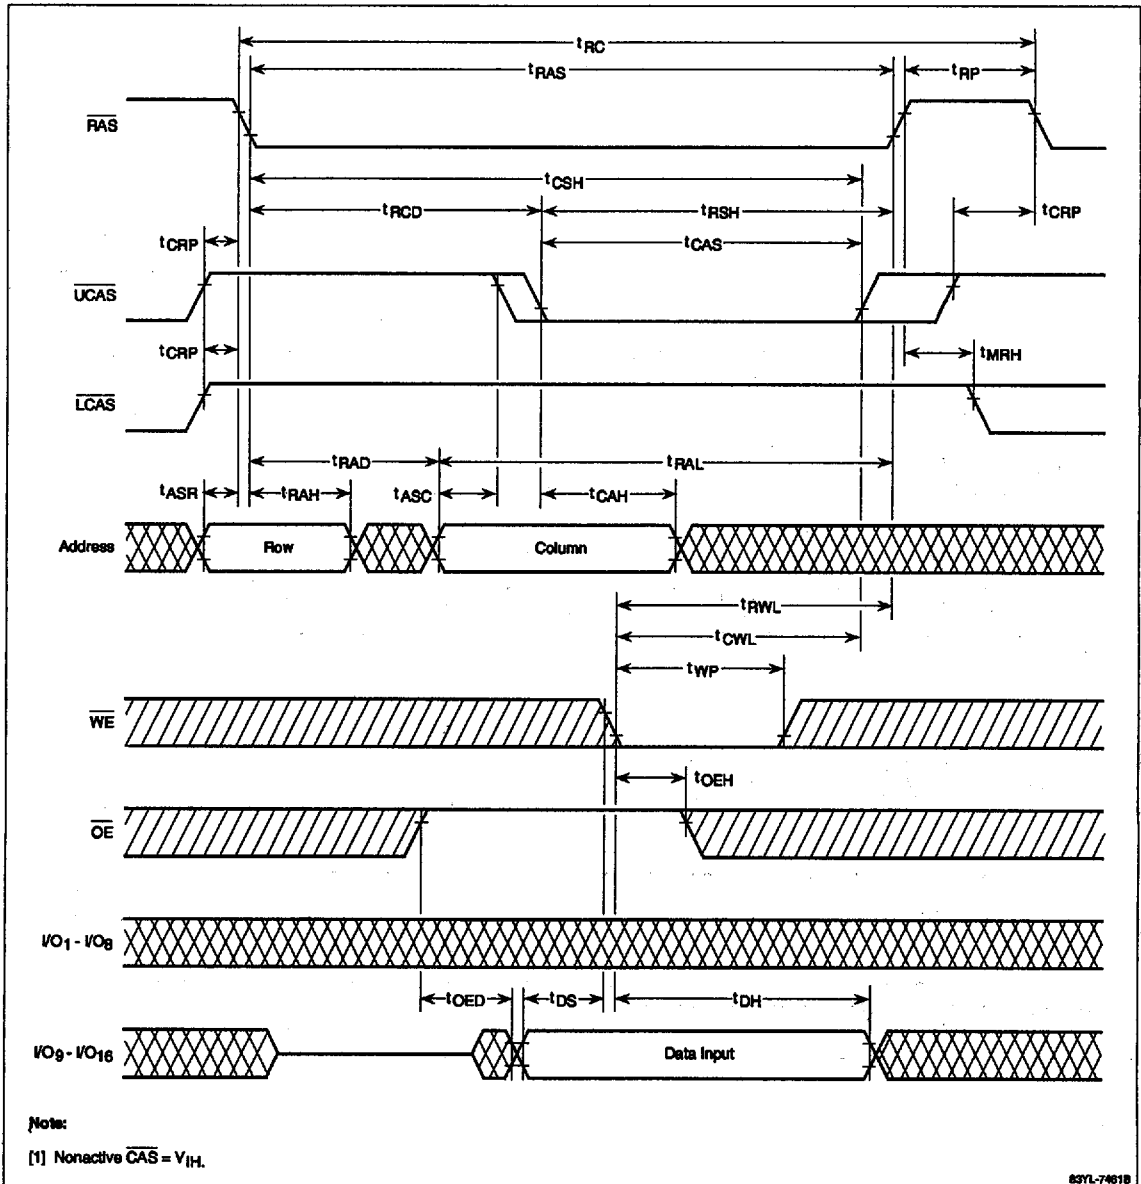 tRC
tRAS
tRP
RAS
tCSH
tRCD
tRSH
tCRP
tCRP
tCAS
UCAS
tCRP
tMRH
LCAS
tRAD
tRAL
tASR
tRAH
tASC
tCAH
Address
Row
Column
tRWL
tCWL
tWP
WE
tOEH
OE
I/O1 - I/O8
tOED
tDS
tDH
I/O9 - I/O16
Data Input
Note:
[1] Nonactive CAS = VIH.
83YL-7461B